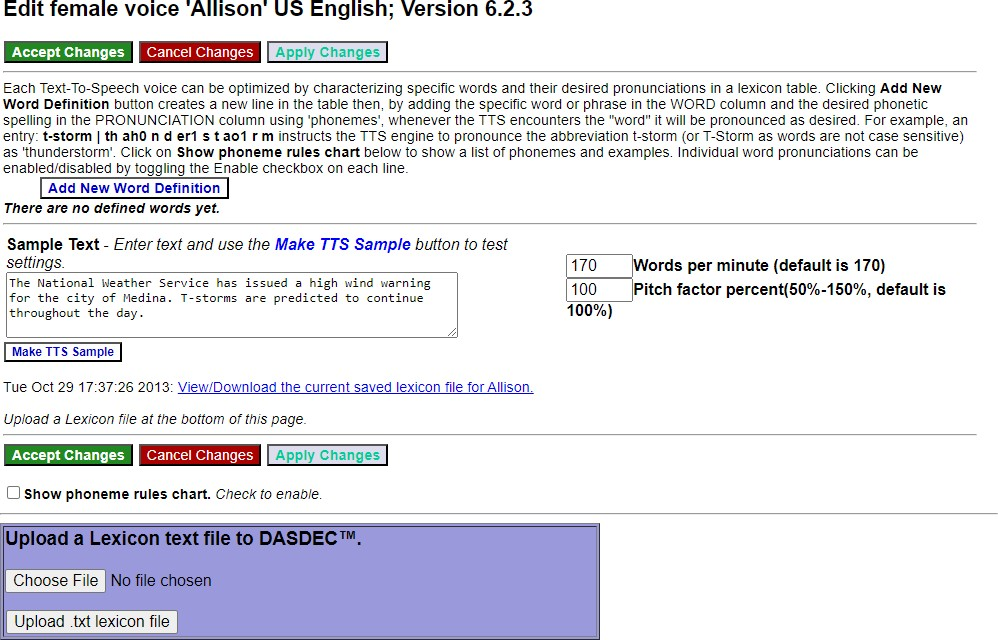 Edit female voice 'Allison' US English; Version 6.2.3
Accept Changes Cancel Changes Apply Changes
Each Text-To-Speech voice can be optimized by characterizing specific words and their desired pronunciations in a lexicon table. Clicking Add New
Word Definition button creates a new line in the table then, by adding the specific word or phrase in the WORD column and the desired phonetic
spelling in the PRONUNCIATION column using 'phonemes', whenever the TTS encounters the "word" it will be pronounced as desired. For example, an
entry: t-storm | th ah0 n d er1 s t ao1 r m instructs the TTS engine to pronounce the abbreviation t-storm (or T-Storm as words are not case sensitive)
as 'thunderstorm'. Click on Show phoneme rules chart below to show a list of phonemes and examples. Individual word pronunciations can be
enabled/disabled by toggling the Enable checkbox on each line.
Add New Word Definition
There are no defined words yet.
Sample Text - Enter text and use the Make TTS Sample button to test
settings.
The National Weather Service has issued a high wind warning
for the city of Medina. T-storms are predicted to continue
throughout the day.
Make TTS Sample
170 Words per minute (default is 170)
100 Pitch factor percent(50%-150%, default is
100%)
Tue Oct 29 17:37:26 2013: View/Download the current saved lexicon file for Allison.
Upload a Lexicon file at the bottom of this page.
Accept Changes Cancel Changes Apply Changes
Show phoneme rules chart. Check to enable.
Upload a Lexicon text file to DASDEC™.
Choose File No file chosen
Upload .txt lexicon file